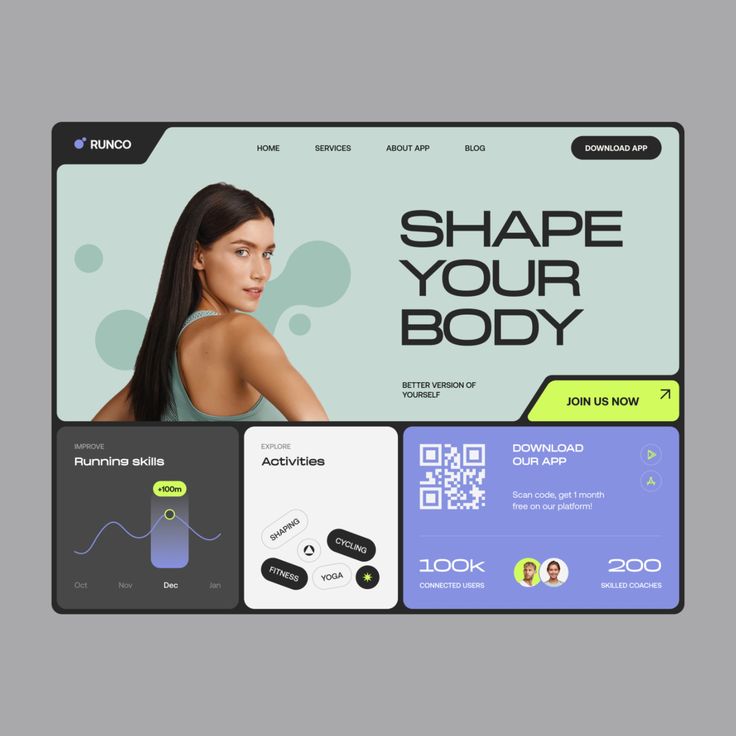 RUNCO
HOME
SERVICES
ABOUT APP
BLOG
DOWNLOAD APP
SHAPE
YOUR
BODY
BETTER VERSION OF
YOURSELF
JOIN US NOW
IMPROVE
Running skills
+100m
Oct
Nov
Dec
Jan
EXPLORE
Activities
SHAPING
CYCLING
FITNESS
YOGA
DOWNLOAD
OUR APP
Scan code, get 1 month
free on our platform!
100k
CONNECTED USERS
200
SKILLED COACHES